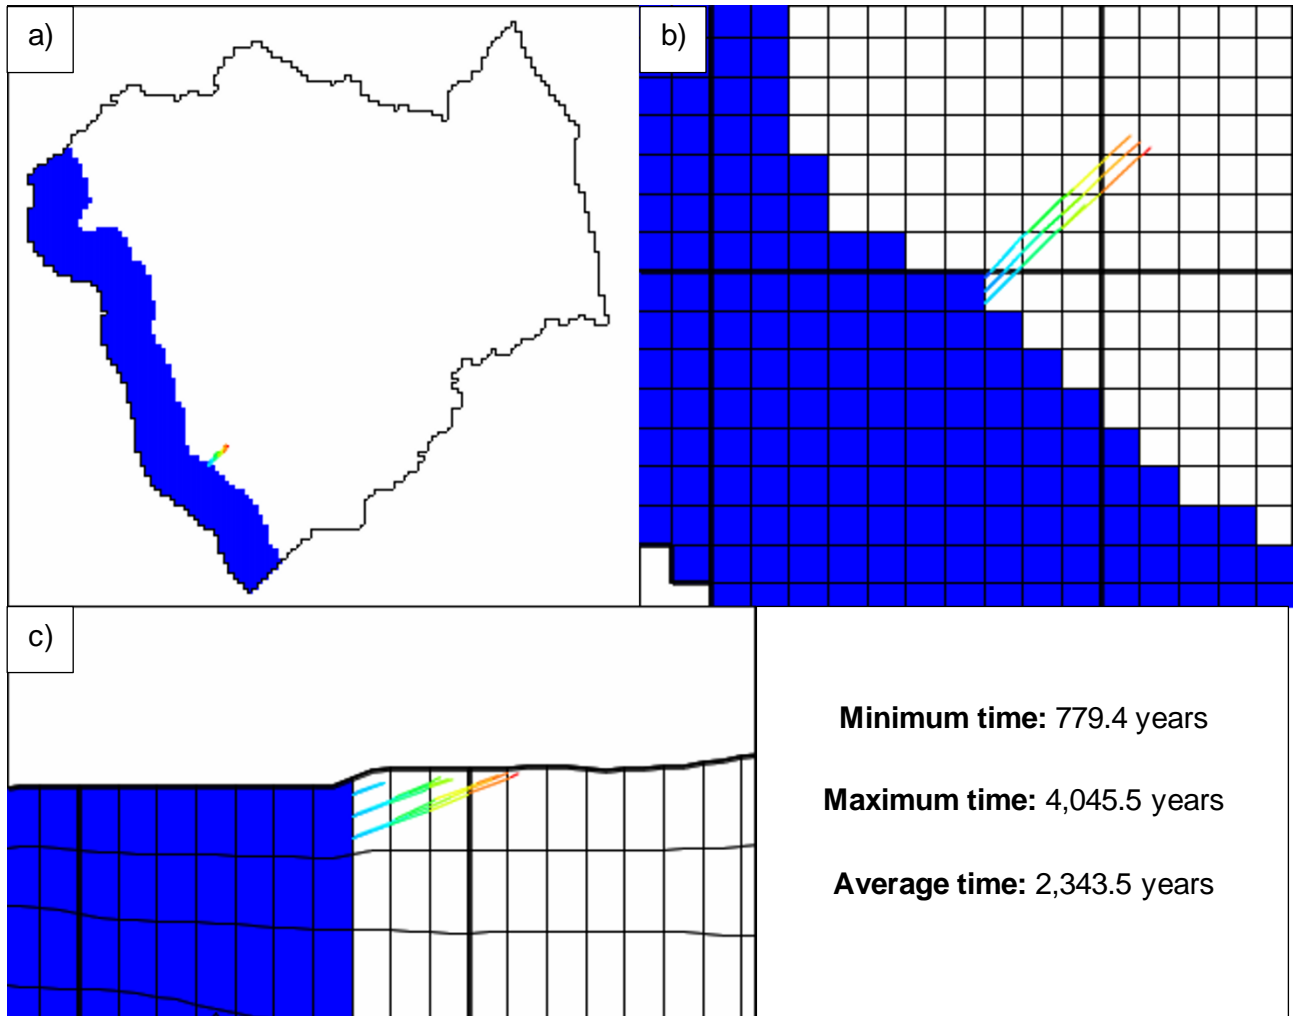 a)
b)
c)
Minimum time: 779.4 years
Maximum time: 4,045.5 years
Average time: 2,343.5 years